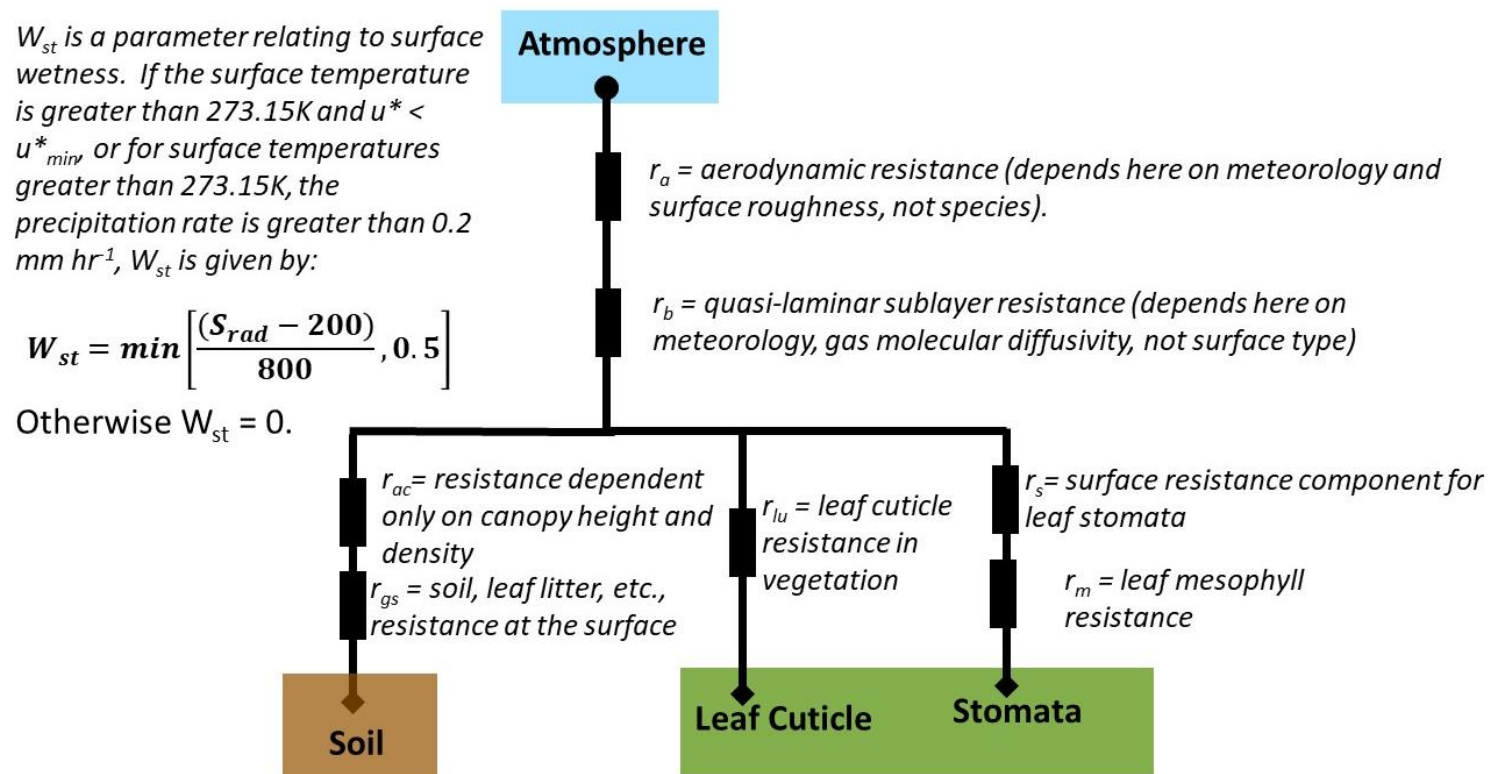 W_st is a parameter relating to surface
wetness. If the surface temperature
is greater than 273.15K and u* <
u*_min, or for surface temperatures
greater than 273.15K, the
precipitation rate is greater than 0.2
mm hr^-1, W_st is given by:
W_st = min[(S_rad − 200)/800, 0.5]
Otherwise W_st = 0.
Atmosphere
r_a = aerodynamic resistance (depends here on meteorology and
surface roughness, not species).
r_b = quasi-laminar sublayer resistance (depends here on
meteorology, gas molecular diffusivity, not surface type)
r_ac= resistance dependent
only on canopy height and
density
r_gs = soil, leaf litter, etc.,
resistance at the surface
r_lu = leaf cuticle
resistance in
vegetation
r_s= surface resistance component for
leaf stomata
r_m = leaf mesophyll
resistance
Soil
Leaf Cuticle
Stomata